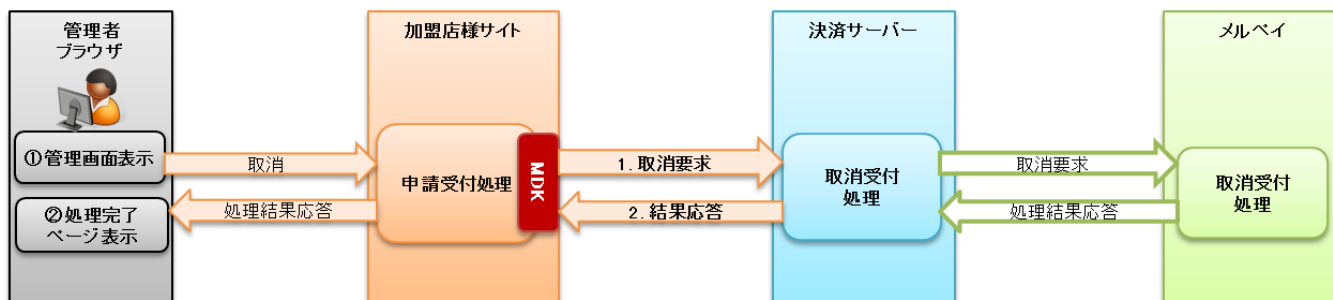 管理者
ブラウザ
加盟店様サイト
決済サーバー
メルペイ
①管理画面表示
取消
申請受付処理
MDK
1. 取消要求
取消受付
処理
取消要求
取消受付
処理
②処理完了
ページ表示
処理結果応答
2. 結果応答
処理結果応答